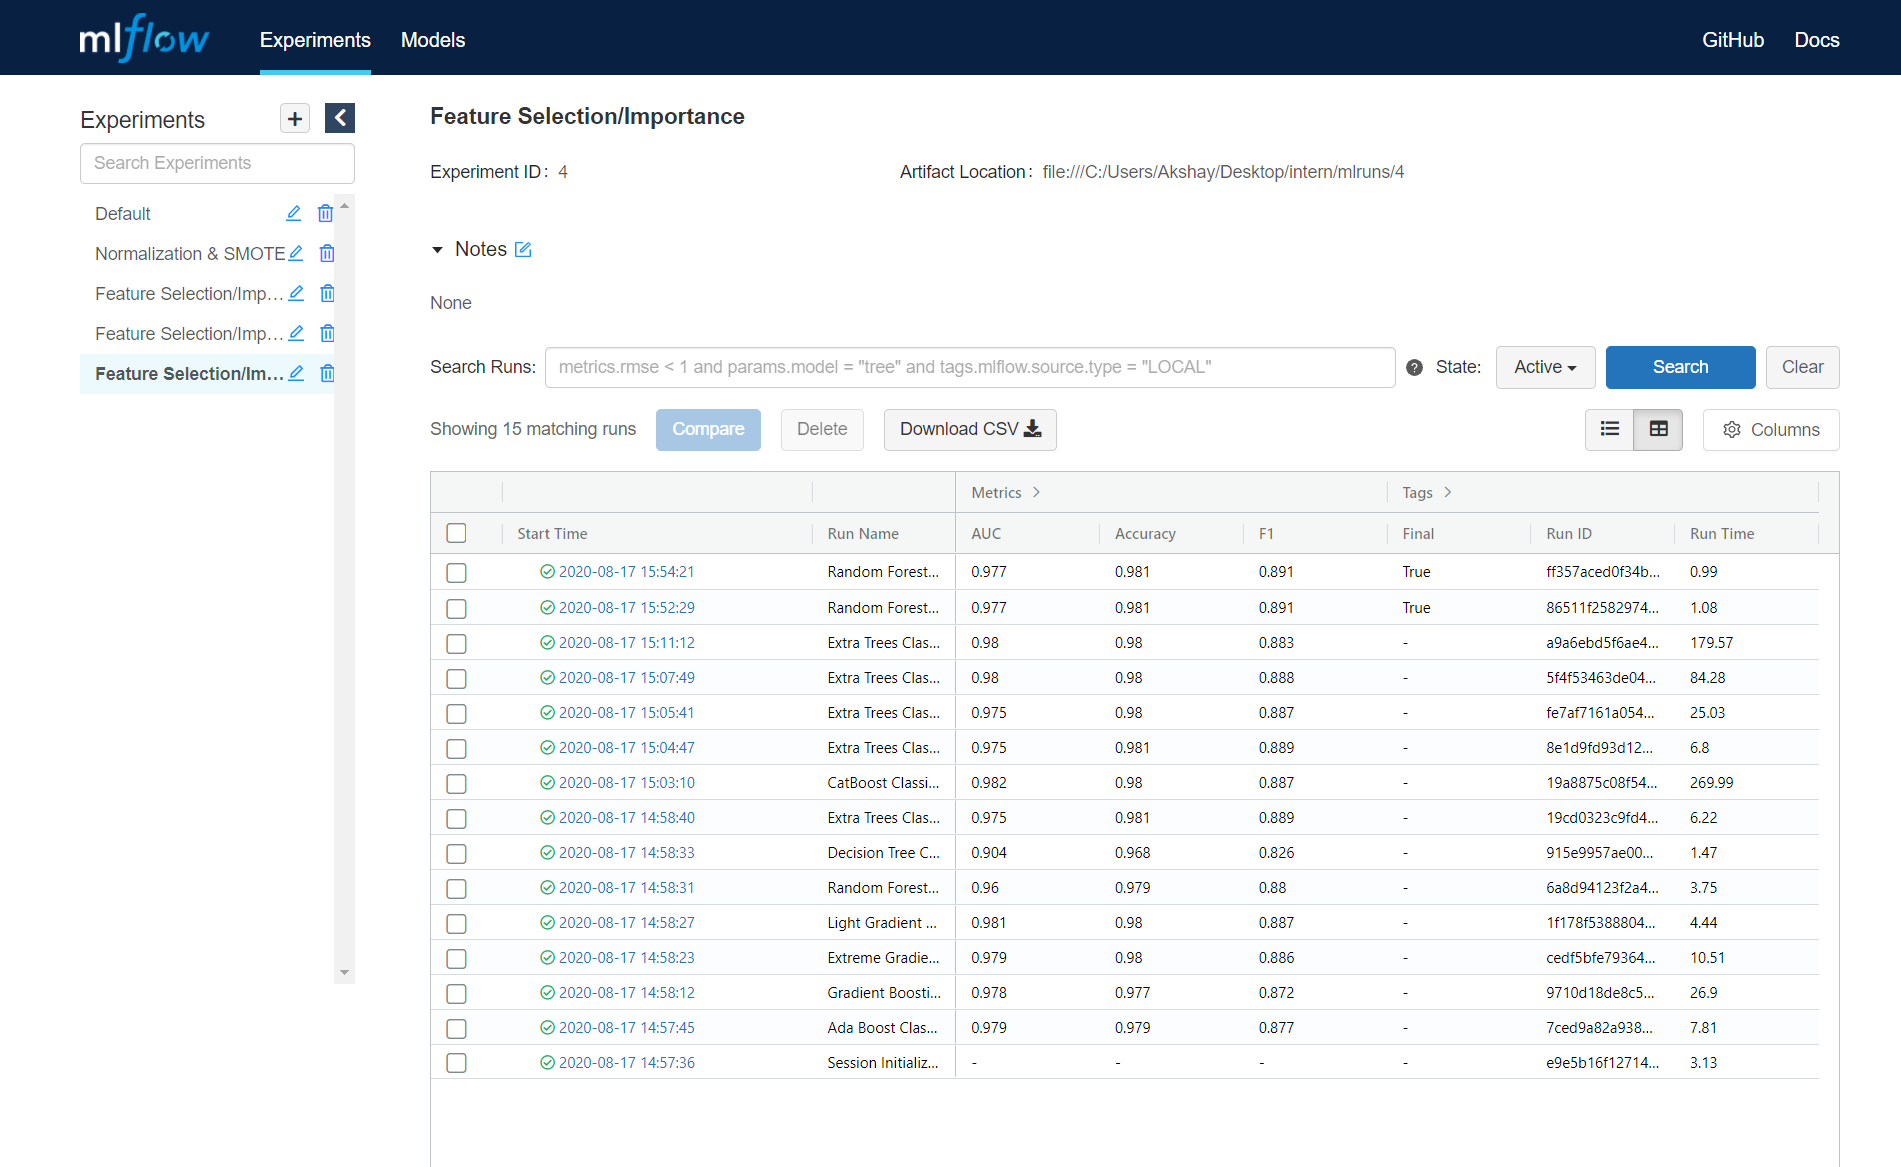 mlflow Experiments Models GitHub Docs
Experiments
Search Experiments
Default
Normalization & SMOTE
Feature Selection/Imp...
Feature Selection/Imp...
Feature Selection/Im...
Feature Selection/Importance
Experiment ID: 4 Artifact Location: file:///C:/Users/Akshay/Desktop/intern/mlruns/4
Notes
None
Search Runs: metrics.rmse < 1 and params.model = "tree" and tags.mlflow.source.type = "LOCAL" ? State: Active Search Clear
Showing 15 matching runs Compare Delete Download CSV Columns
Metrics > Tags >
Start Time Run Name AUC Accuracy F1 Final Run ID Run Time
2020-08-17 15:54:21 Random Forest... 0.977 0.981 0.891 True ff357aced0f34b... 0.99
2020-08-17 15:52:29 Random Forest... 0.977 0.981 0.891 True 86511f2582974... 1.08
2020-08-17 15:11:12 Extra Trees Clas... 0.98 0.98 0.883 - a9a6ebd5f6ae4... 179.57
2020-08-17 15:07:49 Extra Trees Clas... 0.98 0.98 0.888 - 5f4f53463de04... 84.28
2020-08-17 15:05:41 Extra Trees Clas... 0.975 0.98 0.887 - fe7af7161a054... 25.03
2020-08-17 15:04:47 Extra Trees Clas... 0.975 0.981 0.889 - 8e1d9fd93d12... 6.8
2020-08-17 15:03:10 CatBoost Classi... 0.982 0.98 0.887 - 19a8875c08f54... 269.99
2020-08-17 14:58:40 Extra Trees Clas... 0.975 0.981 0.889 - 19cd0323c9fd4... 6.22
2020-08-17 14:58:33 Decision Tree C... 0.904 0.968 0.826 - 915e9957ae00... 1.47
2020-08-17 14:58:31 Random Forest... 0.96 0.979 0.88 - 6a8d94123f2a4... 3.75
2020-08-17 14:58:27 Light Gradient ... 0.981 0.98 0.887 - 1f178f5388804... 4.44
2020-08-17 14:58:23 Extreme Gradie... 0.979 0.98 0.886 - cedf5bfe79364... 10.51
2020-08-17 14:58:12 Gradient Boosti... 0.978 0.977 0.872 - 9710d18de8c5... 26.9
2020-08-17 14:57:45 Ada Boost Clas... 0.979 0.979 0.877 - 7ced9a82a938... 7.81
2020-08-17 14:57:36 Session Initializ... - - - - e9e5b16f12714... 3.13